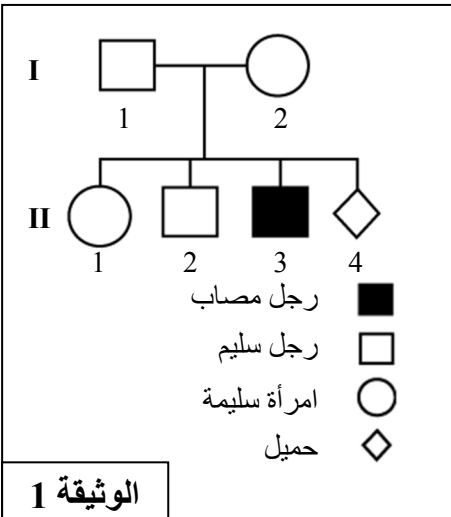 I
1 2
II
1 2 3 4
رجل مصاب
رجل سليم
امرأة سليمة
حميل
الوثيقة 1